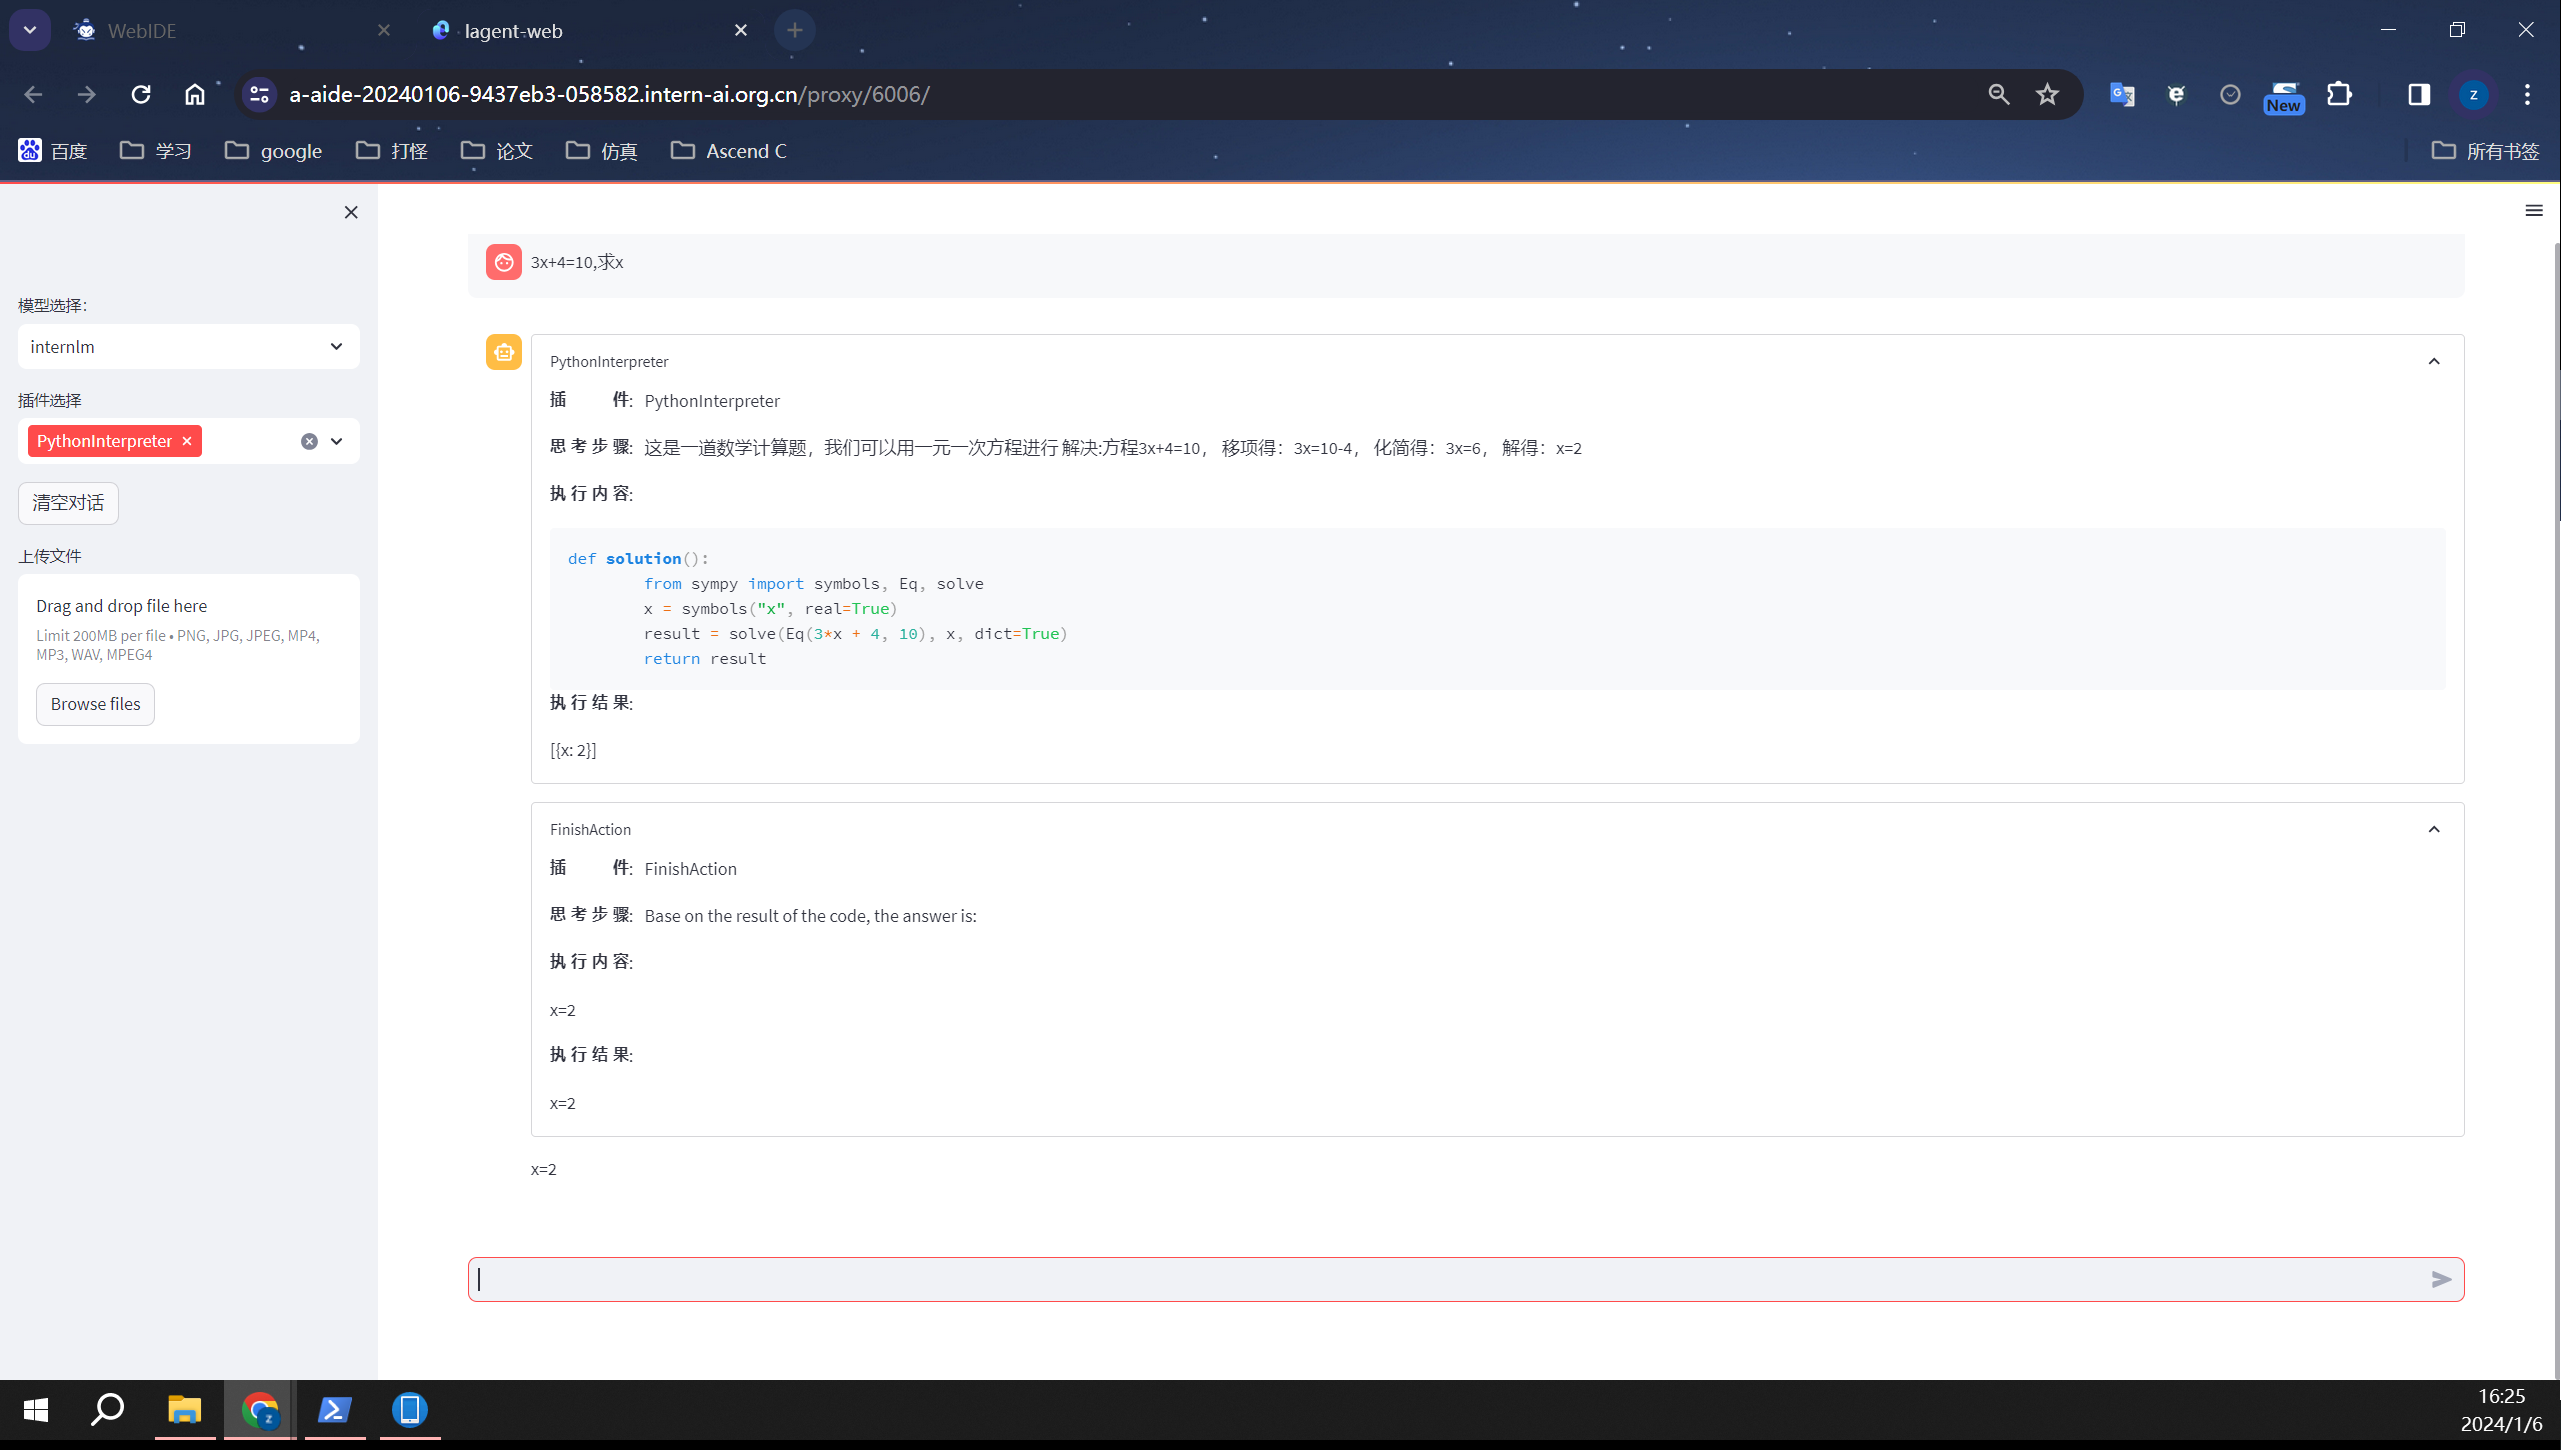 WebIDE
lagent-web
a-aide-20240106-9437eb3-058582.intern-ai.org.cn/proxy/6006/
New
z
百度
学习
google
打怪
论文
仿真
Ascend C
所有书签
模型选择：
internlm
插件选择
PythonInterpreter
清空对话
上传文件
Drag and drop file here
Limit 200MB per file • PNG, JPG, JPEG, MP4,
MP3, WAV, MPEG4
Browse files
3x+4=10,求x
PythonInterpreter
插 件: PythonInterpreter
思 考 步 骤: 这是一道数学计算题，我们可以用一元一次方程进行 解决:方程3x+4=10， 移项得：3x=10-4， 化简得：3x=6， 解得：x=2
执 行 内 容:
def solution():
from sympy import symbols, Eq, solve
x = symbols("x", real=True)
result = solve(Eq(3*x + 4, 10), x, dict=True)
return result
执 行 结 果:
[{x: 2}]
FinishAction
插 件: FinishAction
思 考 步 骤: Base on the result of the code, the answer is:
执 行 内 容:
x=2
执 行 结 果:
x=2
x=2
16:25
2024/1/6